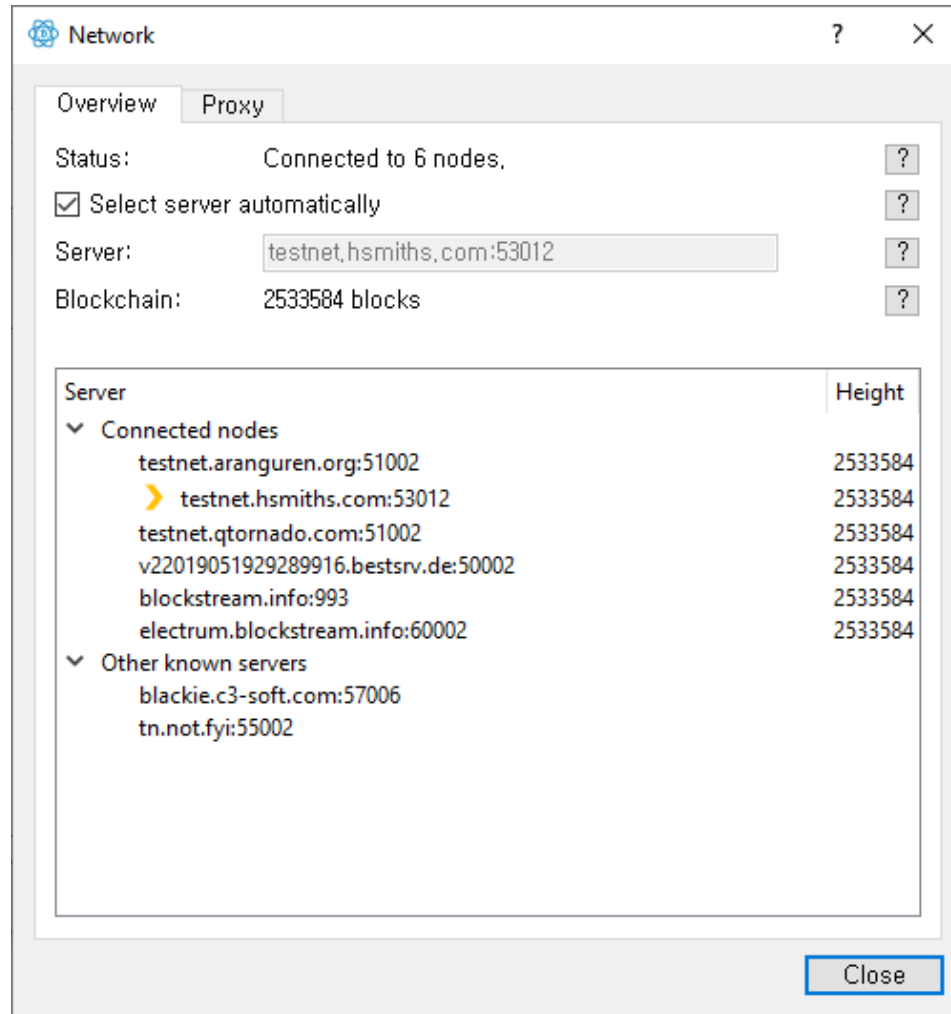 Network
?
Overview Proxy
Status: Connected to 6 nodes.
?
Select server automatically
?
Server: testnet.hsmiths.com:53012
?
Blockchain: 2533584 blocks
?
Server Height
Connected nodes
testnet.aranguren.org:51002 2533584
testnet.hsmiths.com:53012 2533584
testnet.qtornado.com:51002 2533584
v22019051929289916.bestsrv.de:50002 2533584
blockstream.info:993 2533584
electrum.blockstream.info:60002 2533584
Other known servers
blackie.c3-soft.com:57006
tn.not.fyi:55002
Close